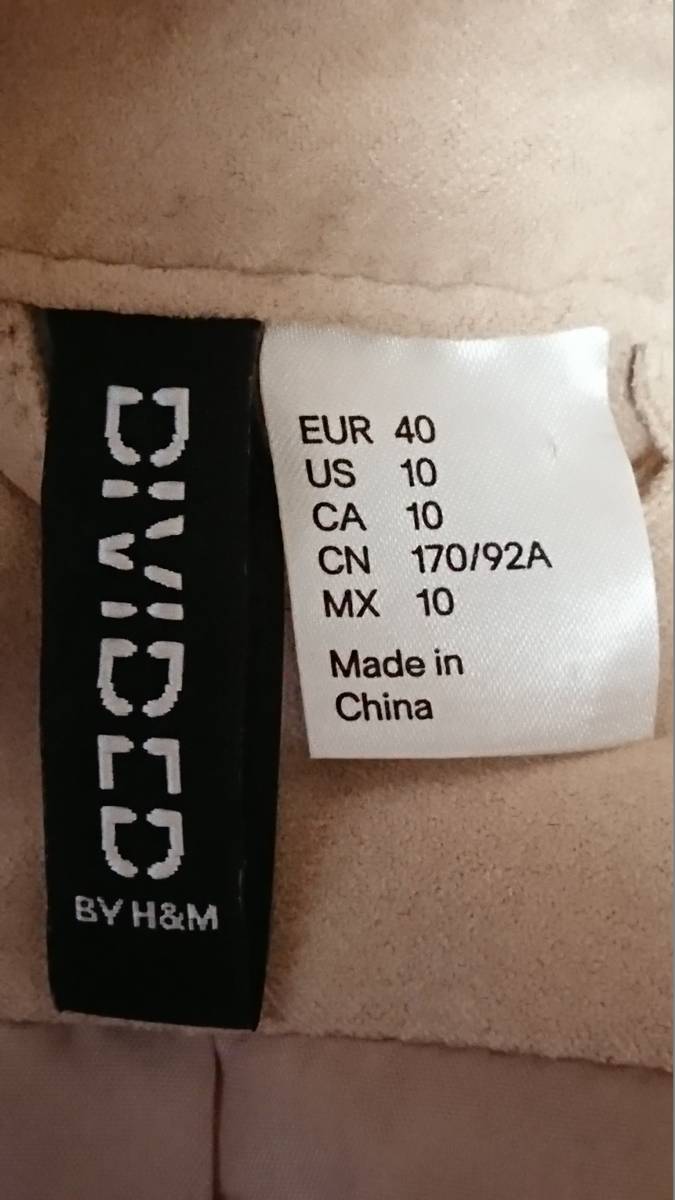 DIVIDED
BY H&M
EUR 40
US 10
CA 10
CN 170/92A
MX 10
Made in
China